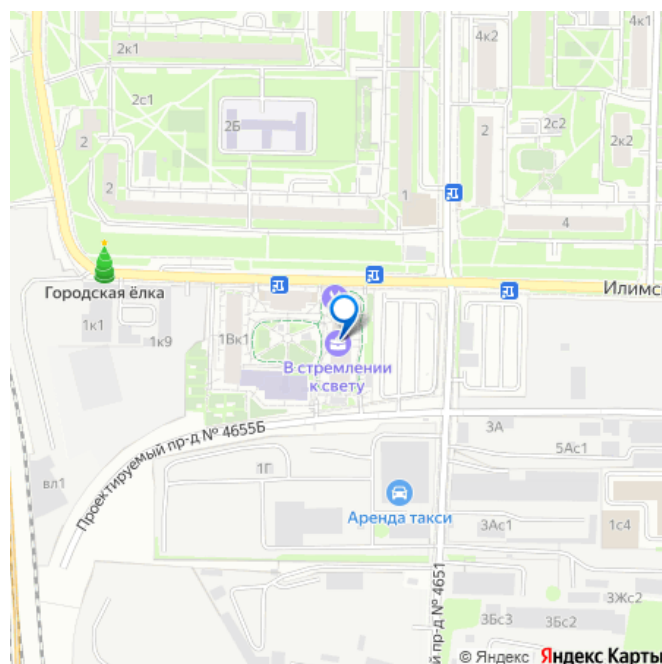 2к1
4к2
2с1
2Б
2
2
2с2
2к2
2
1
4
Городская ёлка
Илимс
1к1
1к9
1Вк1
В стремлении
к свету
Проектируемый пр-д № 4655Б
3А
5Ас1
вл1
1Г
Аренда такси
3Ас1
1с4
й пр-д № 4651
3Жс2
3Бс3
3Бс2
© Яндекс Яндекс Карты